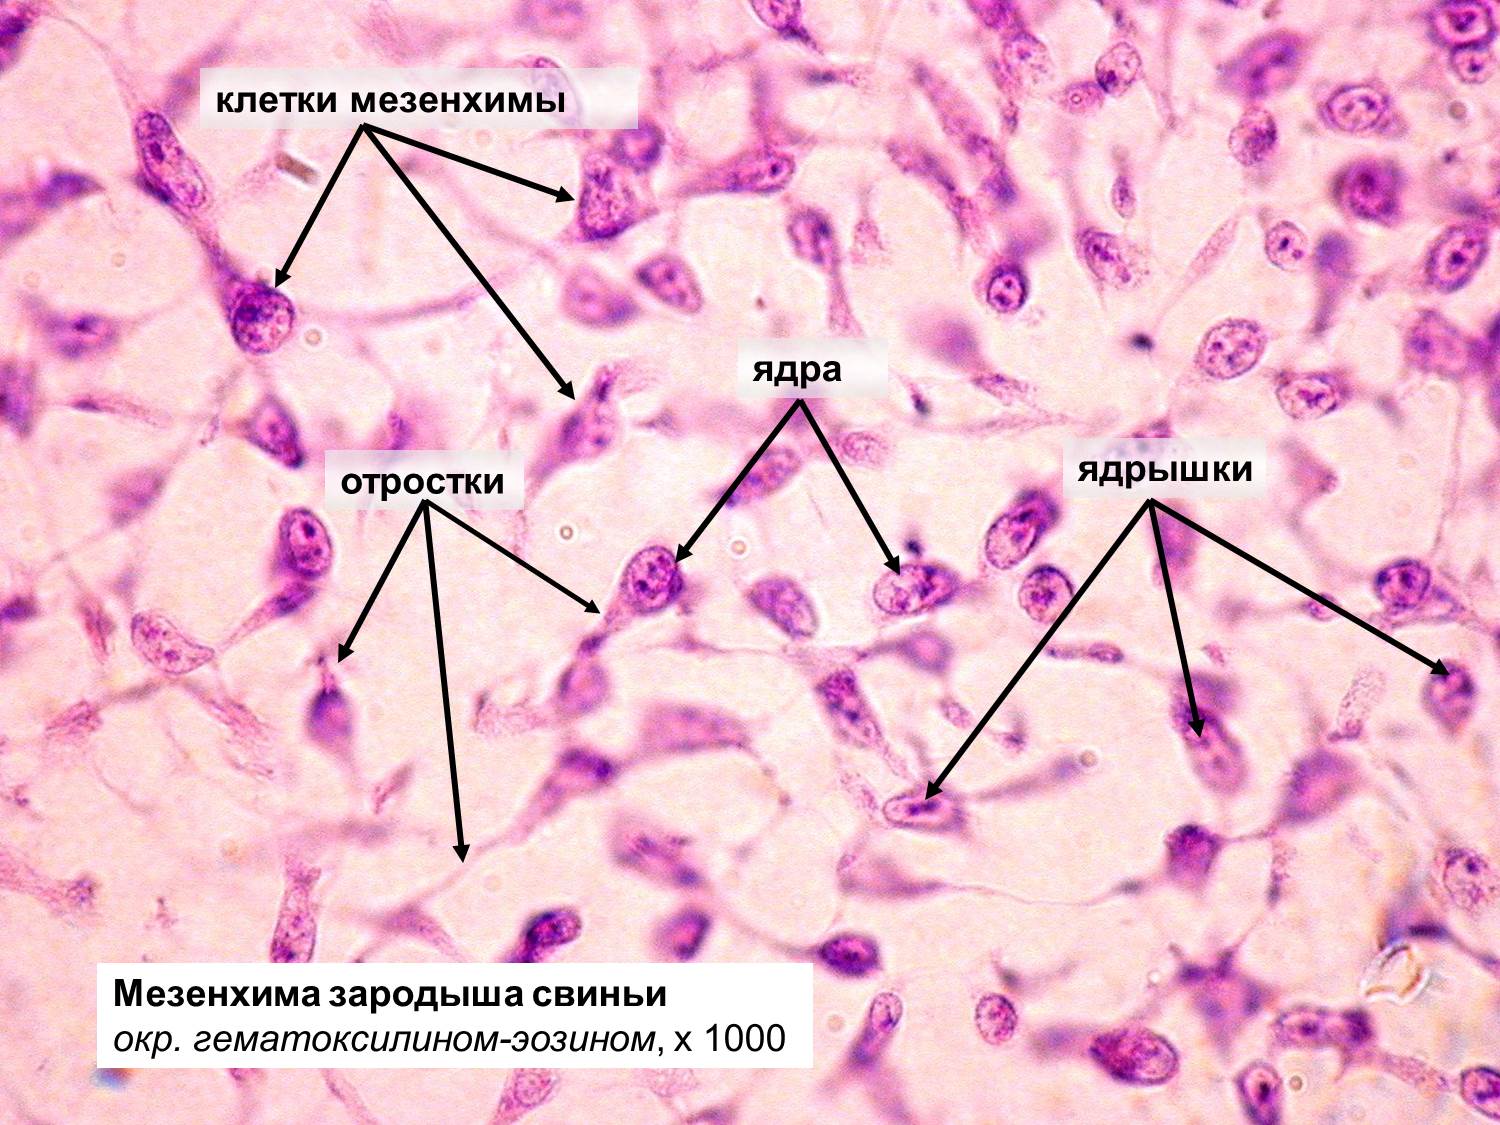 клетки мезенхимы
ядра
отростки
ядрышки
Мезенхима зародыша свиньи
окр. гематоксилином-эозином, х 1000